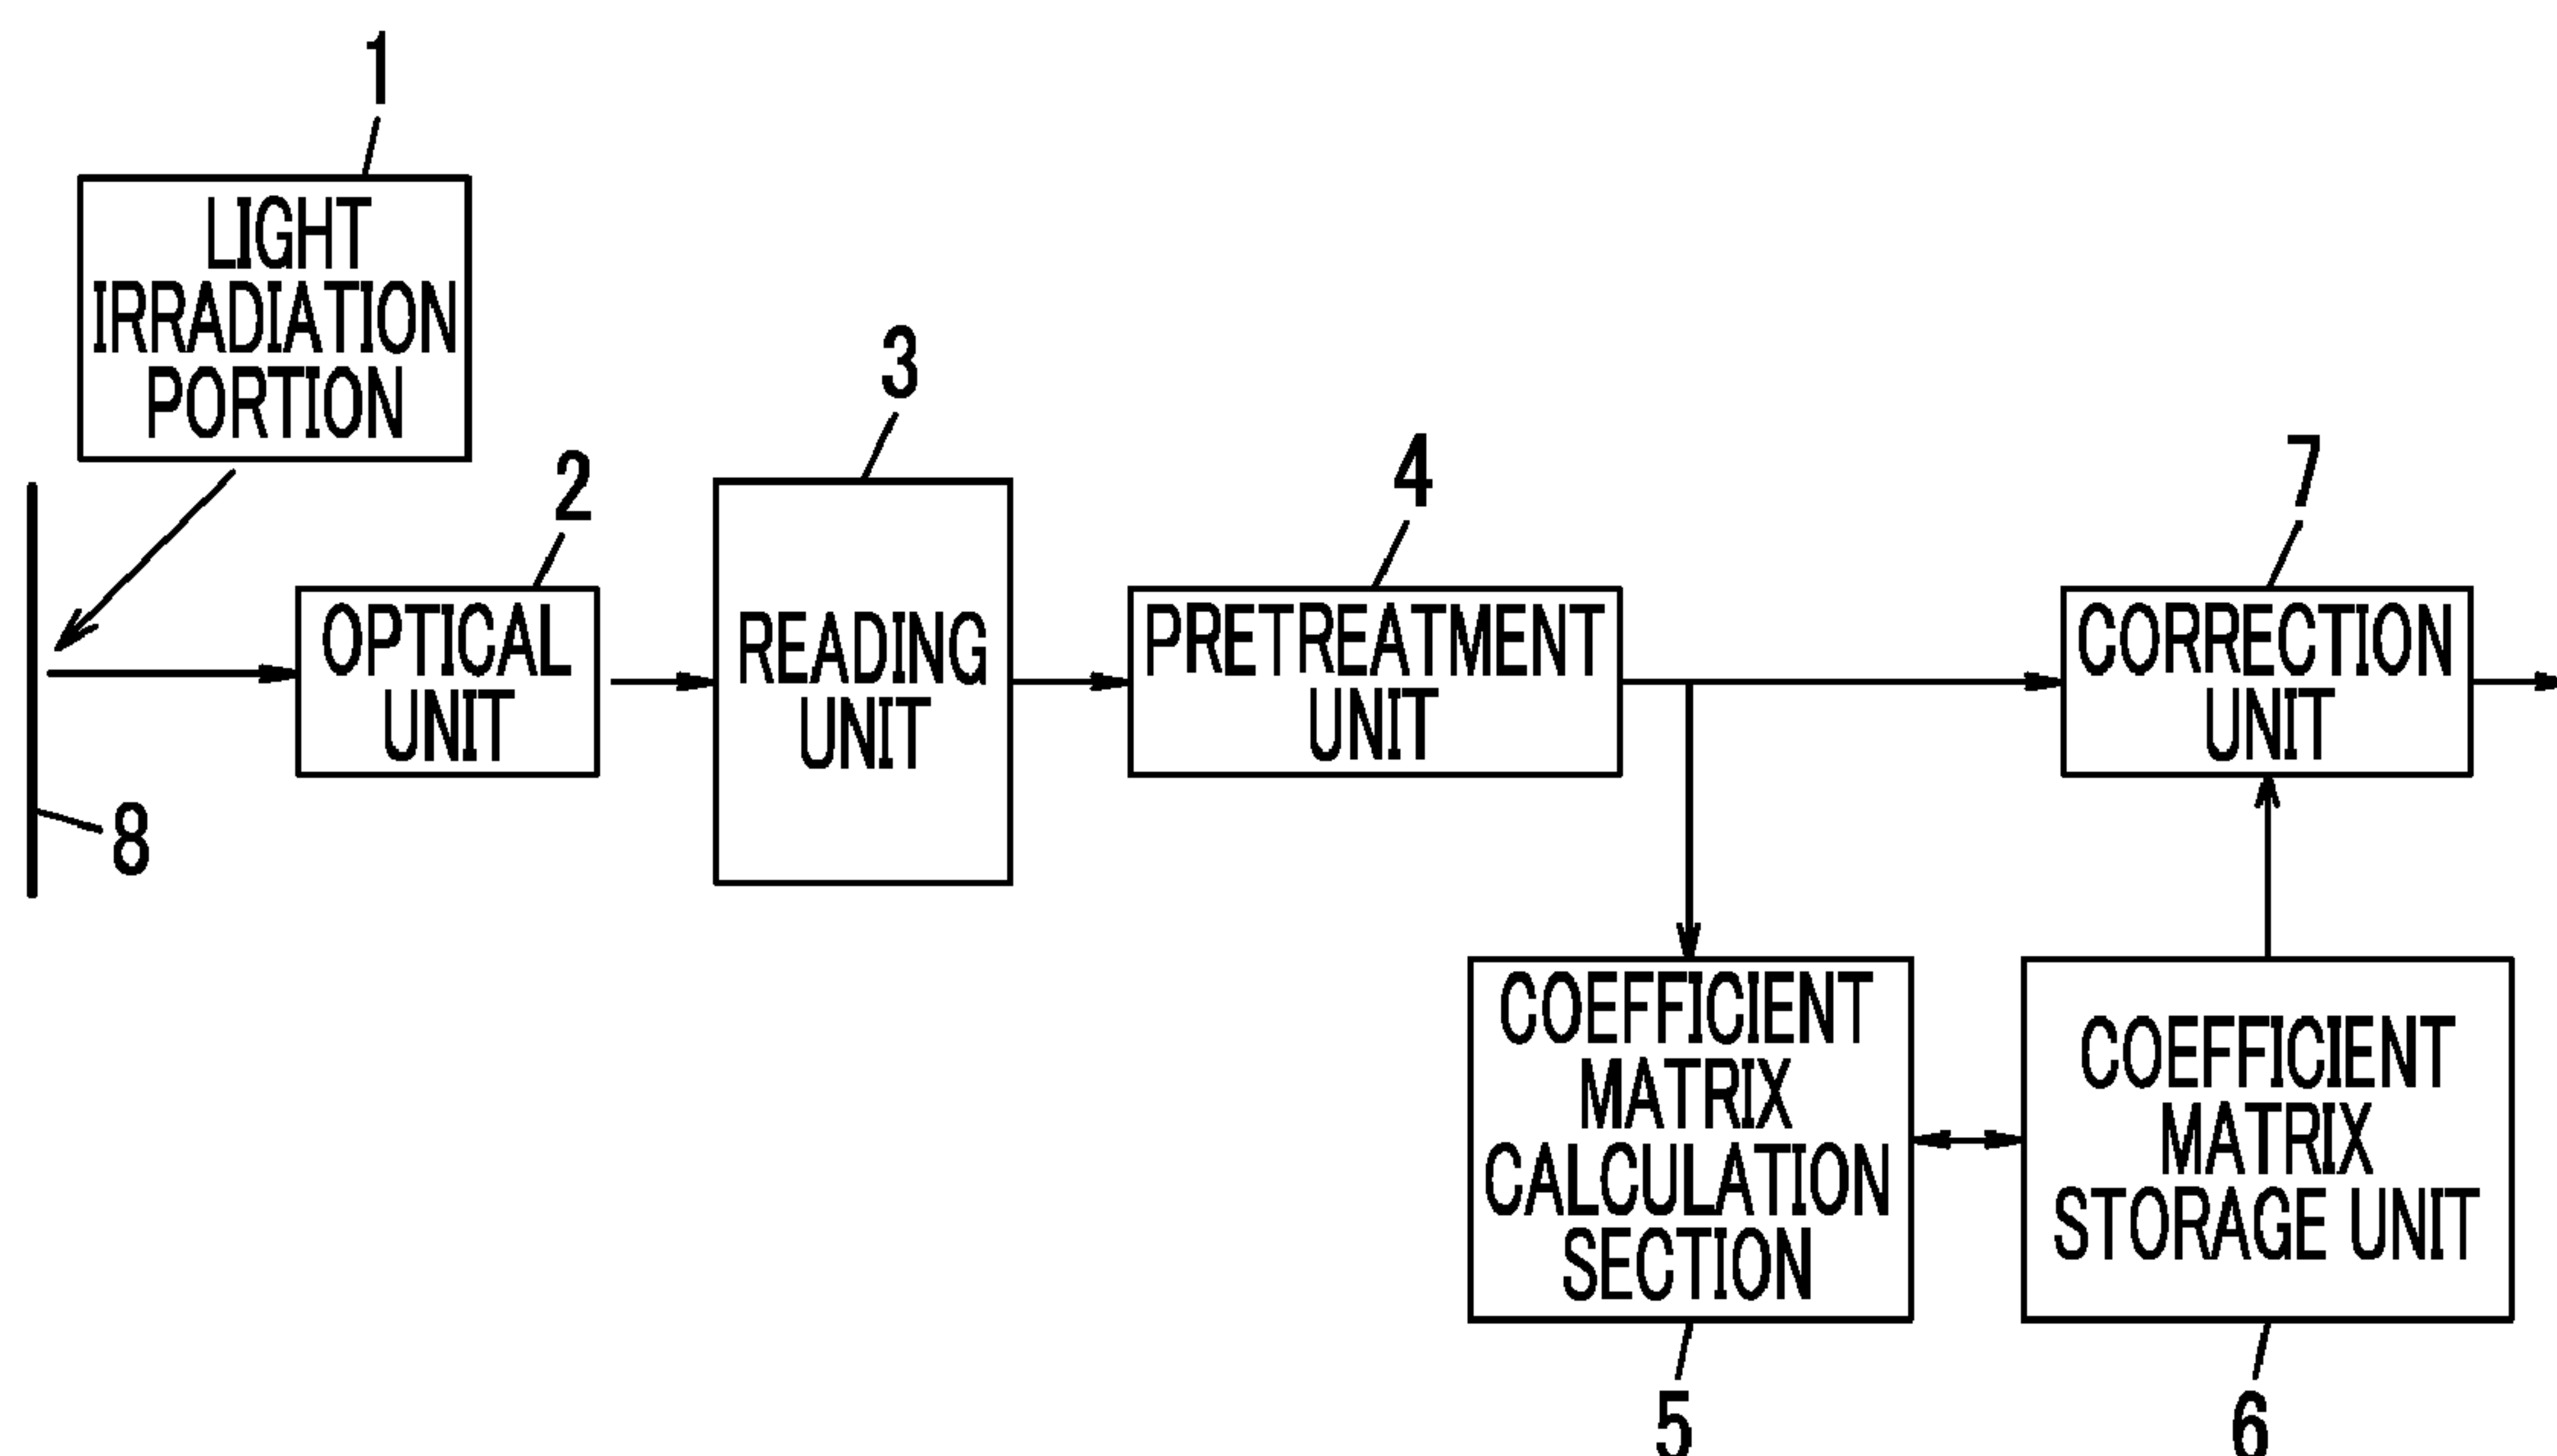 1
LIGHT
IRRADIATION
PORTION
2
OPTICAL
UNIT
3
READING
UNIT
4
PRETREATMENT
UNIT
7
CORRECTION
UNIT
8
COEFFICIENT
MATRIX
CALCULATION
SECTION
5
COEFFICIENT
MATRIX
STORAGE UNIT
6